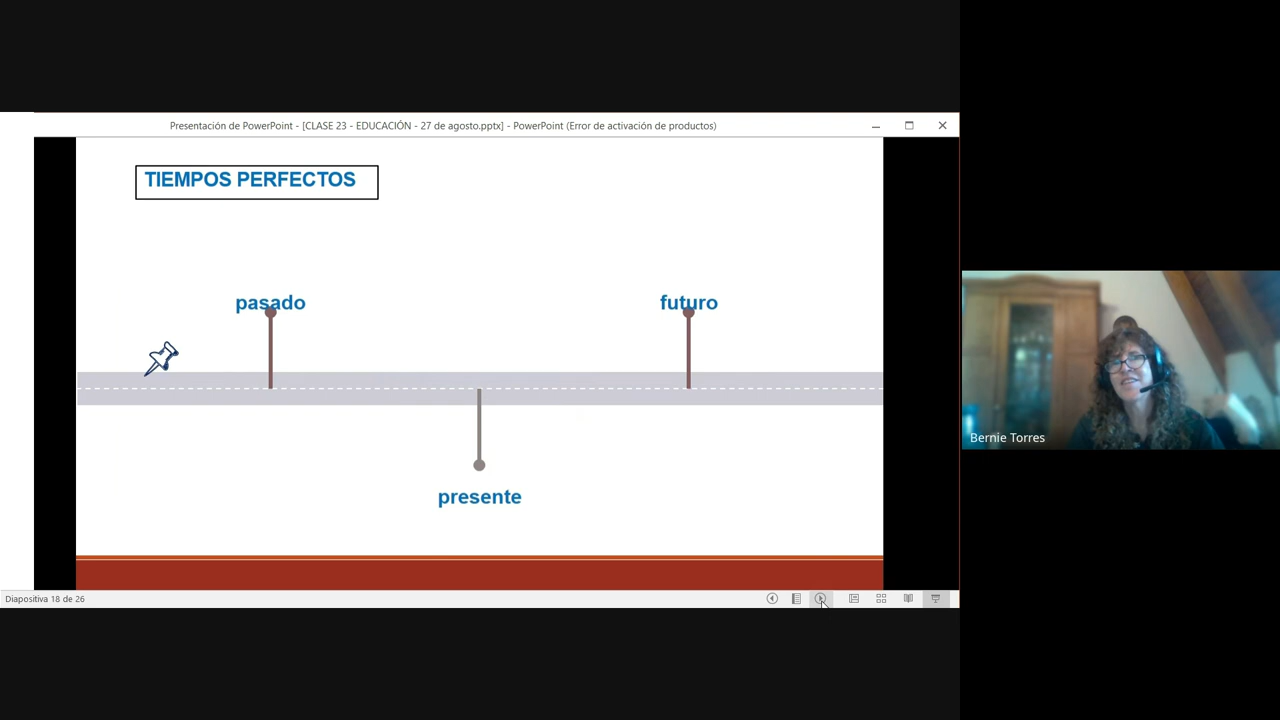 Presentación de PowerPoint - [CLASE 23 - EDUCACIÓN - 27 de agosto.pptx] - PowerPoint (Error de activación de productos)
TIEMPOS PERFECTOS
pasado
futuro
presente
Bernie Torres
Diapositiva 18 de 26